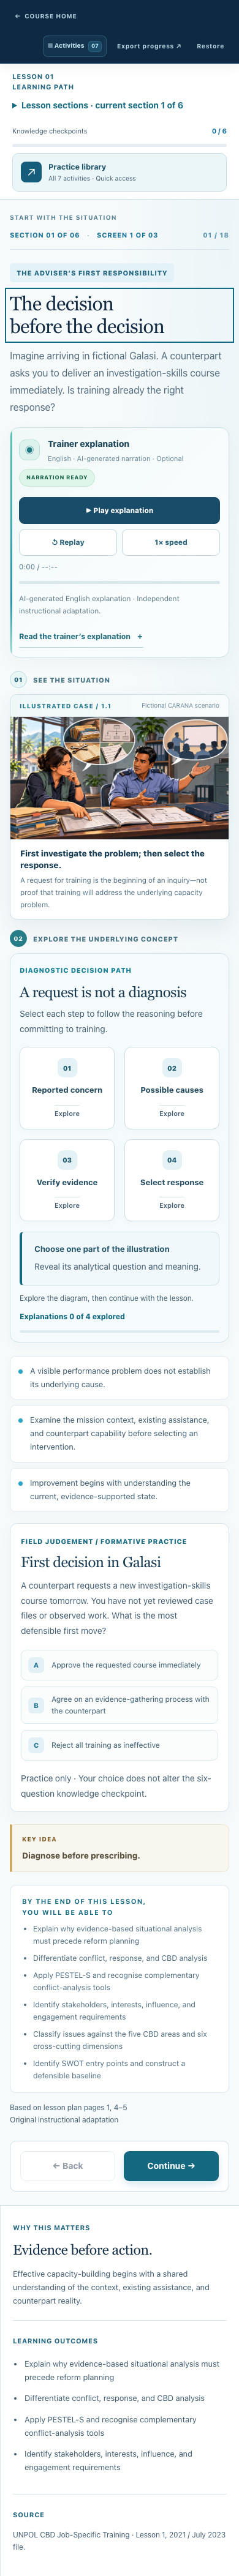 ← COURSE HOME
Activities 07
Export progress ↗
Restore
LESSON 01
LEARNING PATH
▶ Lesson sections · current section 1 of 6
Knowledge checkpoints
0 / 6
↗
Practice library
All 7 activities · Quick access
START WITH THE SITUATION
SECTION 01 OF 06 · SCREEN 1 OF 03
01 / 18
THE ADVISER'S FIRST RESPONSIBILITY
The decision
before the decision
Imagine arriving in fictional Galasi. A counterpart
asks you to deliver an investigation-skills course
immediately. Is training already the right
response?
Trainer explanation
English · AI-generated narration · Optional
NARRATION READY
▶ Play explanation
↺ Replay
1× speed
0:00 / --:--
AI-generated English explanation · Independent
instructional adaptation.
Read the trainer's explanation +
01 SEE THE SITUATION
ILLUSTRATED CASE / 1.1
Fictional CARANA scenario
First investigate the problem; then select the
response.
A request for training is the beginning of an inquiry—not
proof that training will address the underlying capacity
problem.
02 EXPLORE THE UNDERLYING CONCEPT
DIAGNOSTIC DECISION PATH
A request is not a diagnosis
Select each step to follow the reasoning before
committing to training.
01
Reported concern
Explore
02
Possible causes
Explore
03
Verify evidence
Explore
04
Select response
Explore
Choose one part of the illustration
Reveal its analytical question and meaning.
Explore the diagram, then continue with the lesson.
Explanations 0 of 4 explored
A visible performance problem does not establish
its underlying cause.
Examine the mission context, existing assistance,
and counterpart capability before selecting an
intervention.
Improvement begins with understanding the
current, evidence-supported state.
FIELD JUDGEMENT / FORMATIVE PRACTICE
First decision in Galasi
A counterpart requests a new investigation-skills
course tomorrow. You have not yet reviewed case
files or observed work. What is the most
defensible first move?
A Approve the requested course immediately
B Agree on an evidence-gathering process with
the counterpart
C Reject all training as ineffective
Practice only · Your choice does not alter the six-
question knowledge checkpoint.
KEY IDEA
Diagnose before prescribing.
BY THE END OF THIS LESSON,
YOU WILL BE ABLE TO
• Explain why evidence-based situational analysis
must precede reform planning
• Differentiate conflict, response, and CBD analysis
• Apply PESTEL-S and recognise complementary
conflict-analysis tools
• Identify stakeholders, interests, influence, and
engagement requirements
• Classify issues against the five CBD areas and six
cross-cutting dimensions
• Identify SWOT entry points and construct a
defensible baseline
Based on lesson plan pages 1, 4–5
Original instructional adaptation
← Back
Continue →
WHY THIS MATTERS
Evidence before action.
Effective capacity-building begins with a shared
understanding of the context, existing assistance, and
counterpart reality.
LEARNING OUTCOMES
• Explain why evidence-based situational analysis must
precede reform planning
• Differentiate conflict, response, and CBD analysis
• Apply PESTEL-S and recognise complementary
conflict-analysis tools
• Identify stakeholders, interests, influence, and
engagement requirements
SOURCE
UNPOL CBD Job-Specific Training · Lesson 1, 2021 / July 2023
file.